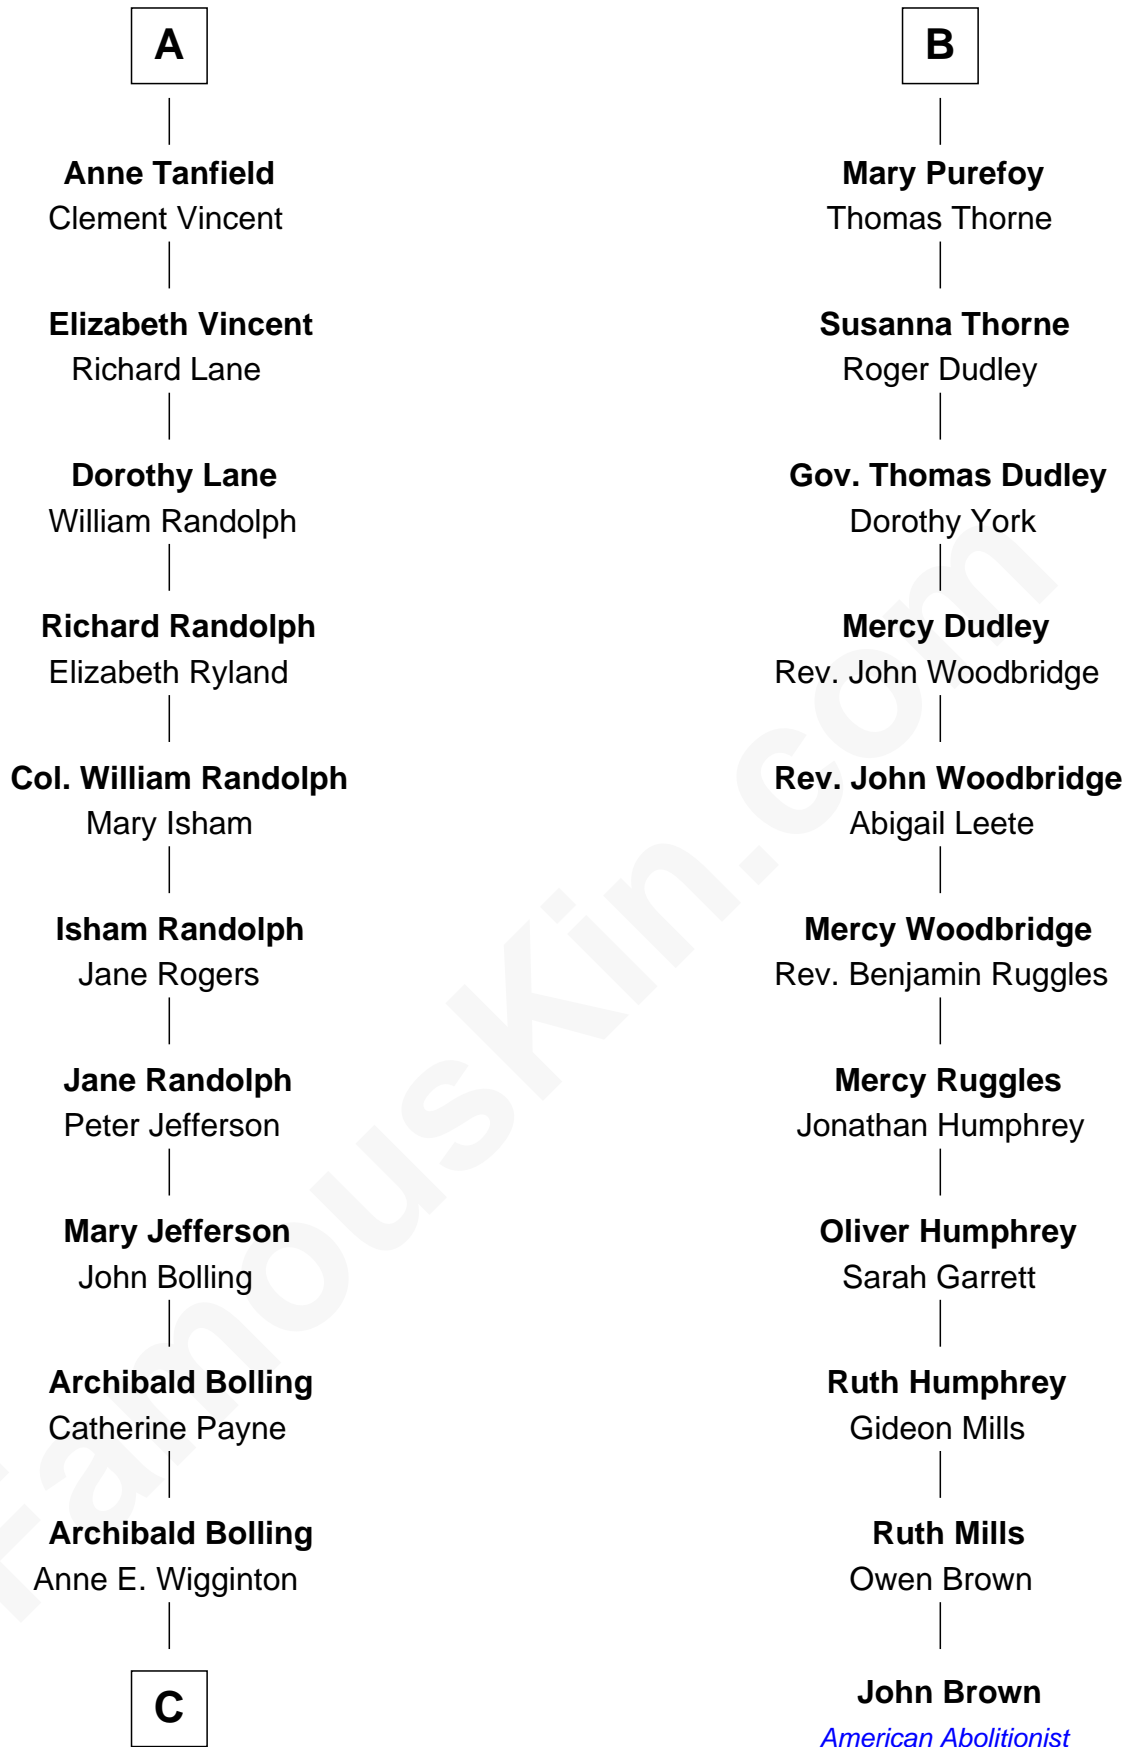 A
Anne Tanfield
Clement Vincent
Elizabeth Vincent
Richard Lane
Dorothy Lane
William Randolph
Richard Randolph
Elizabeth Ryland
Col. William Randolph
Mary Isham
Isham Randolph
Jane Rogers
Jane Randolph
Peter Jefferson
Mary Jefferson
John Bolling
Archibald Bolling
Catherine Payne
Archibald Bolling
Anne E. Wigginton
C
B
Mary Purefoy
Thomas Thorne
Susanna Thorne
Roger Dudley
Gov. Thomas Dudley
Dorothy York
Mercy Dudley
Rev. John Woodbridge
Rev. John Woodbridge
Abigail Leete
Mercy Woodbridge
Rev. Benjamin Ruggles
Mercy Ruggles
Jonathan Humphrey
Oliver Humphrey
Sarah Garrett
Ruth Humphrey
Gideon Mills
Ruth Mills
Owen Brown
John Brown
American Abolitionist
FamousKin.com